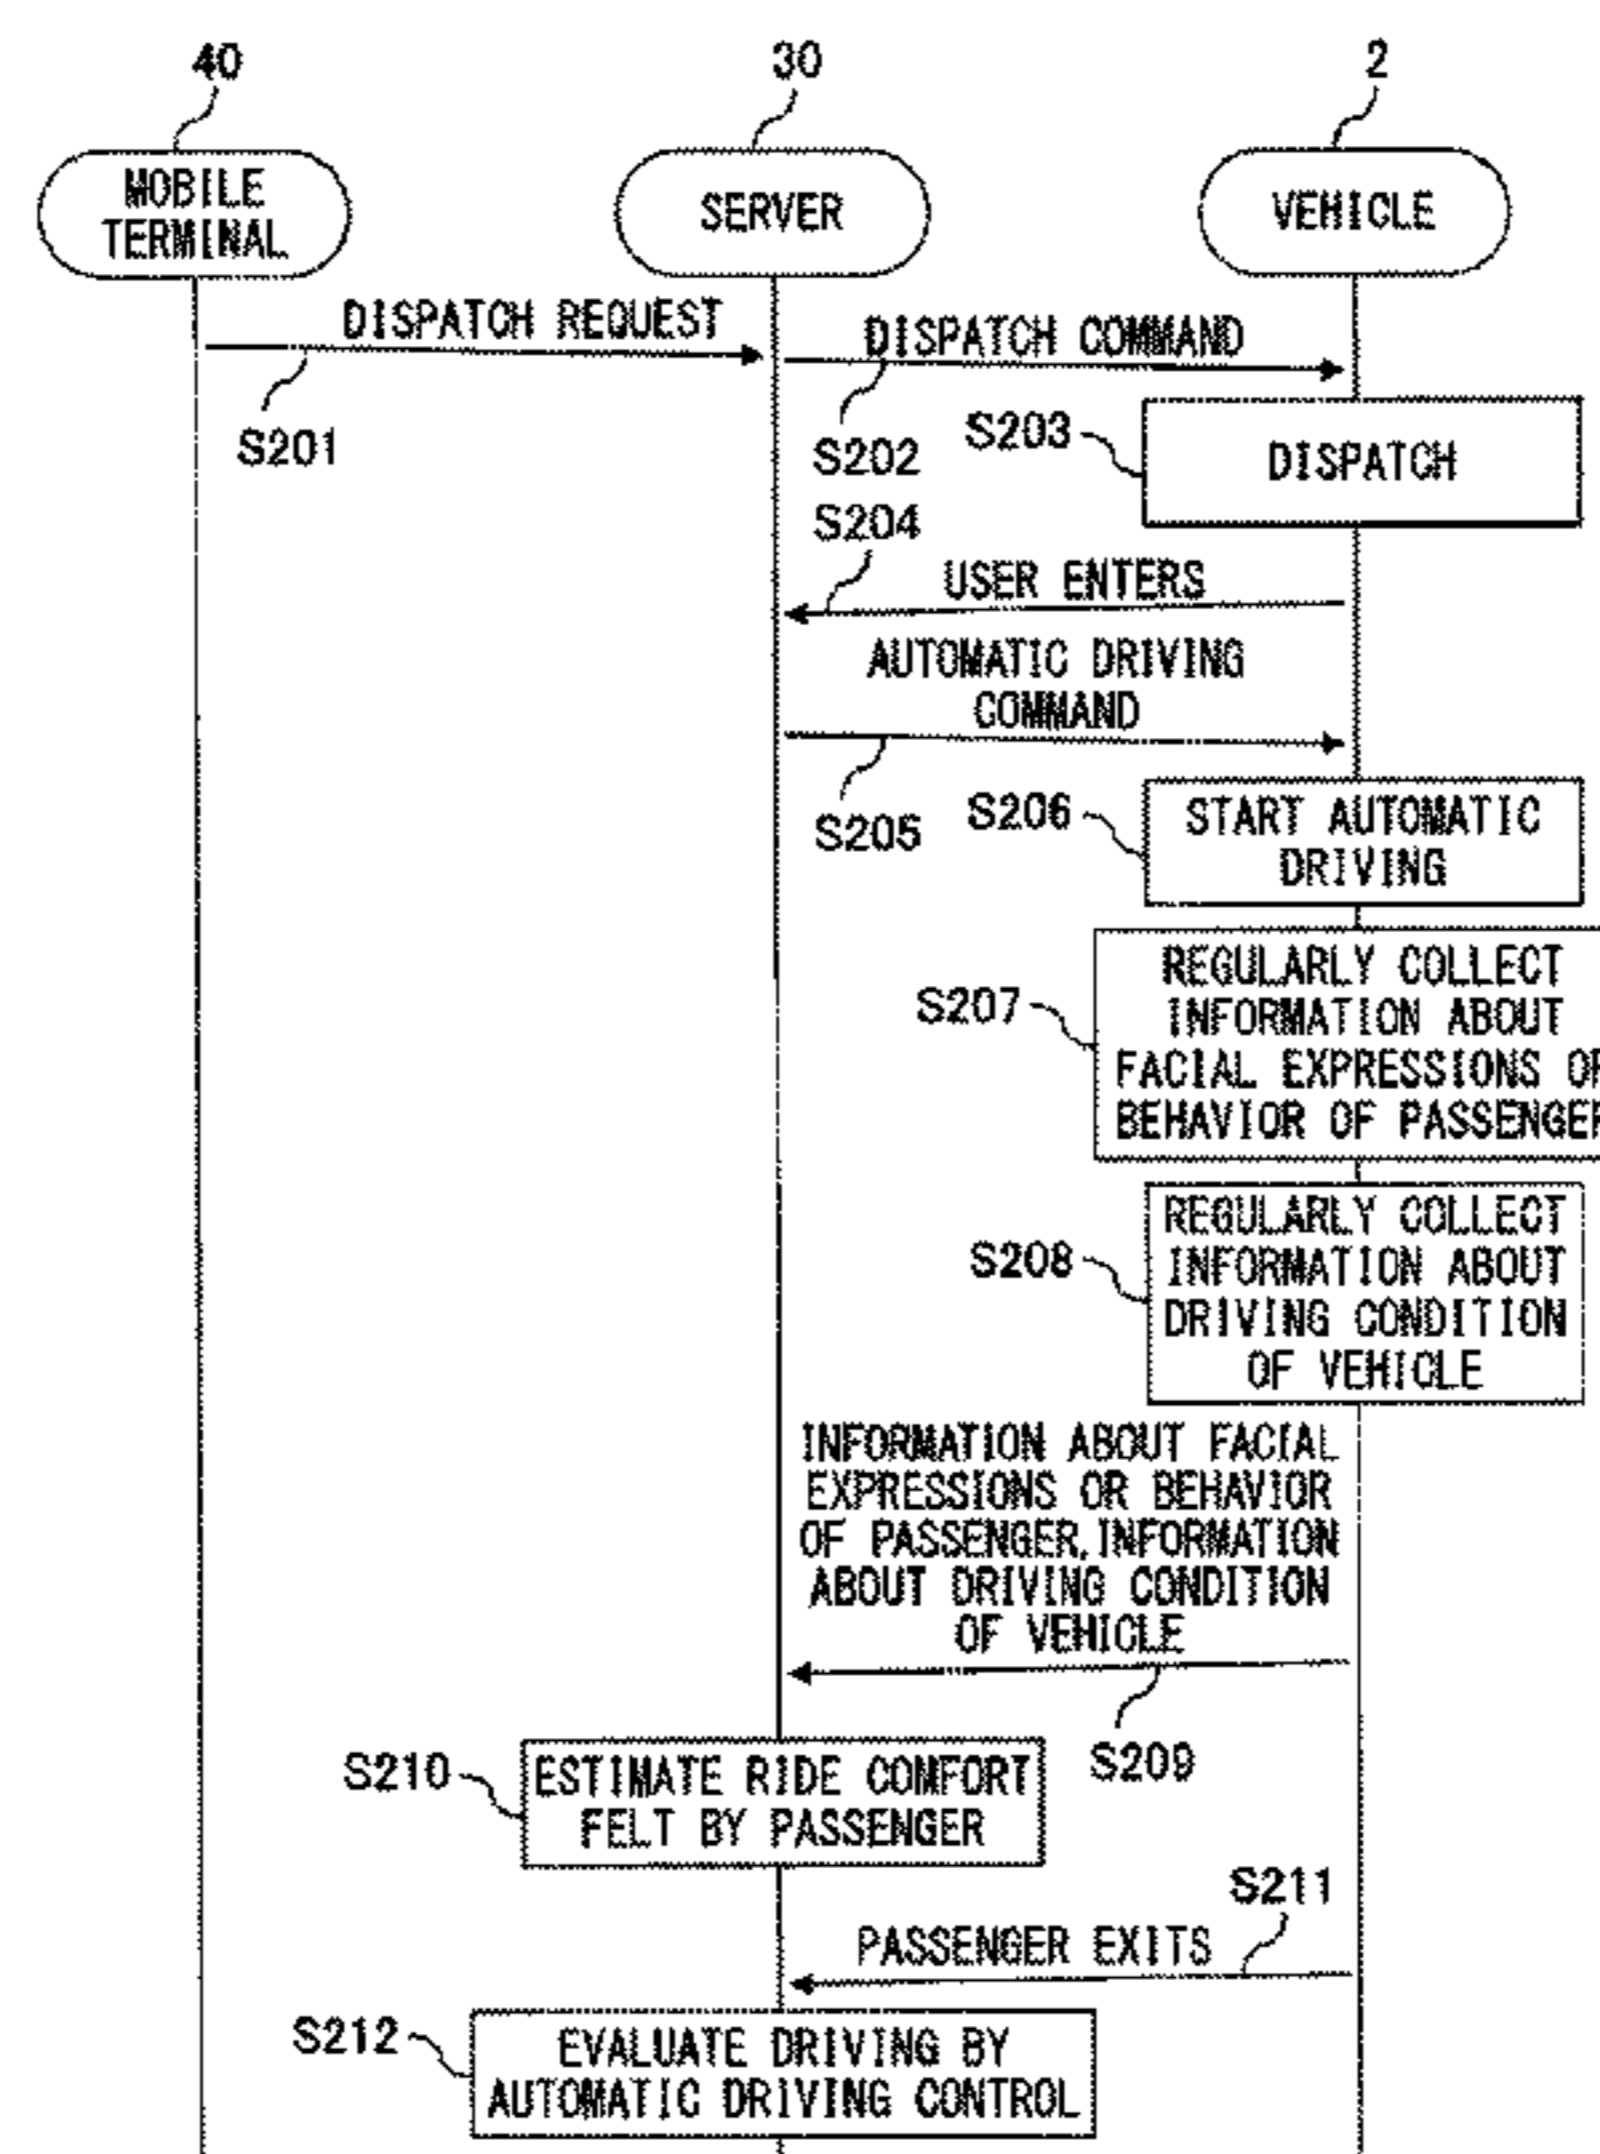 40
30
2
MOBILE
TERMINAL
SERVER
VEHICLE
DISPATCH REQUEST
DISPATCH COMMAND
S201
S202
S203
DISPATCH
S204
USER ENTERS
AUTOMATIC DRIVING
COMMAND
S205
S206
START AUTOMATIC
DRIVING
S207
REGULARLY COLLECT
INFORMATION ABOUT
FACIAL EXPRESSIONS OR
BEHAVIOR OF PASSENGER
S208
REGULARLY COLLECT
INFORMATION ABOUT
DRIVING CONDITION
OF VEHICLE
INFORMATION ABOUT FACIAL
EXPRESSIONS OR BEHAVIOR
OF PASSENGER,INFORMATION
ABOUT DRIVING CONDITION
OF VEHICLE
S209
S210
ESTIMATE RIDE COMFORT
FELT BY PASSENGER
S211
PASSENGER EXITS
S212
EVALUATE DRIVING BY
AUTOMATIC DRIVING CONTROL